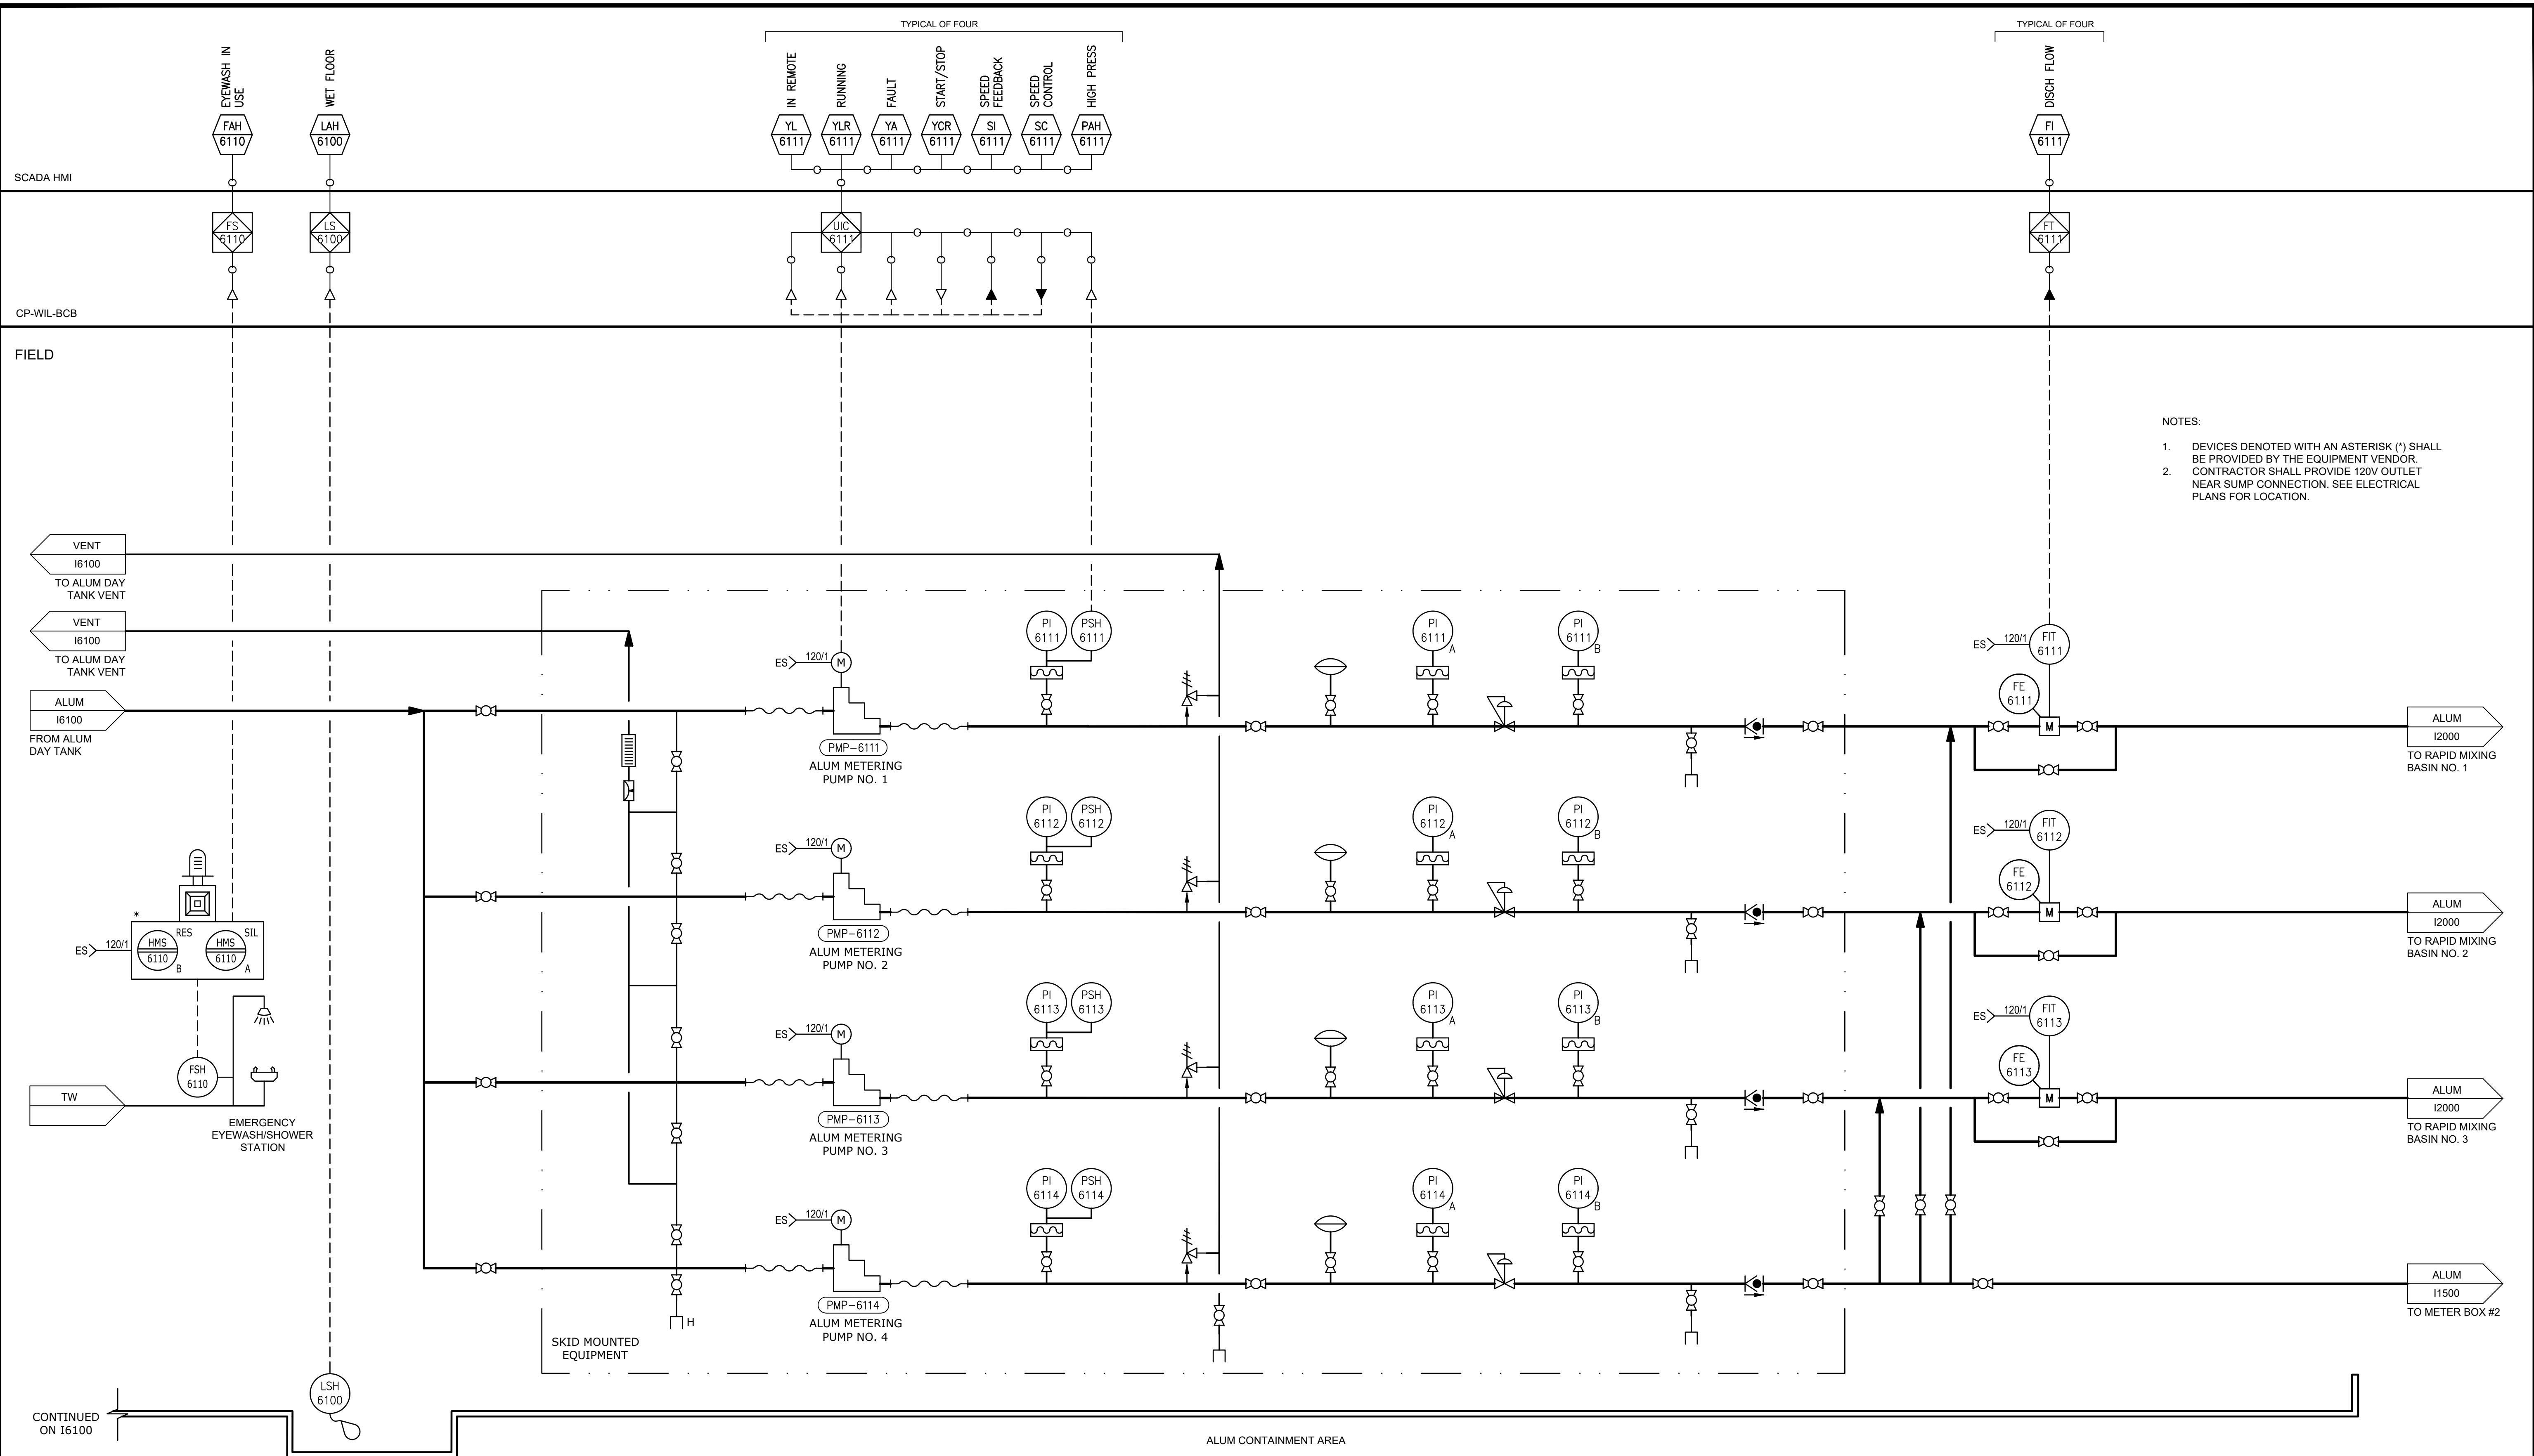 TYPICAL OF FOUR
TYPICAL OF FOUR
EYEWASH IN
USE
WET FLOOR
IN REMOTE
RUNNING
FAULT
START/STOP
SPEED
FEEDBACK
SPEED
CONTROL
HIGH PRESS
DISCH FLOW
FAH
6110
LAH
6100
YL
6111
YLR
6111
YA
6111
YCR
6111
SI
6111
SC
6111
PAH
6111
FI
6111
SCADA HMI
FS
6110
LS
6100
UIC
6111
FT
6111
CP-WIL-BCB
FIELD
NOTES:
1. DEVICES DENOTED WITH AN ASTERISK (*) SHALL
BE PROVIDED BY THE EQUIPMENT VENDOR.
2. CONTRACTOR SHALL PROVIDE 120V OUTLET
NEAR SUMP CONNECTION. SEE ELECTRICAL
PLANS FOR LOCATION.
VENT
I6100
TO ALUM DAY
TANK VENT
VENT
I6100
TO ALUM DAY
TANK VENT
ALUM
I6100
FROM ALUM
DAY TANK
ES 120/1 M
PMP-6111
ALUM METERING
PUMP NO. 1
PI
6111
PSH
6111
PI
6111
A
PI
6111
B
ES 120/1
FIT
6111
FE
6111
M
ALUM
I2000
TO RAPID MIXING
BASIN NO. 1
ES 120/1 M
PMP-6112
ALUM METERING
PUMP NO. 2
PI
6112
PSH
6112
PI
6112
A
PI
6112
B
ES 120/1
FIT
6112
FE
6112
M
ALUM
I2000
TO RAPID MIXING
BASIN NO. 2
*
ES 120/1
HMS
6110
RES
B
HMS
6110
SIL
A
FSH
6110
TW
EMERGENCY
EYEWASH/SHOWER
STATION
ES 120/1 M
PMP-6113
ALUM METERING
PUMP NO. 3
PI
6113
PSH
6113
PI
6113
A
PI
6113
B
ES 120/1
FIT
6113
FE
6113
M
ALUM
I2000
TO RAPID MIXING
BASIN NO. 3
ES 120/1 M
PMP-6114
ALUM METERING
PUMP NO. 4
PI
6114
PSH
6114
PI
6114
A
PI
6114
B
ALUM
I1500
TO METER BOX #2
H
SKID MOUNTED
EQUIPMENT
LSH
6100
CONTINUED
ON I6100
ALUM CONTAINMENT AREA